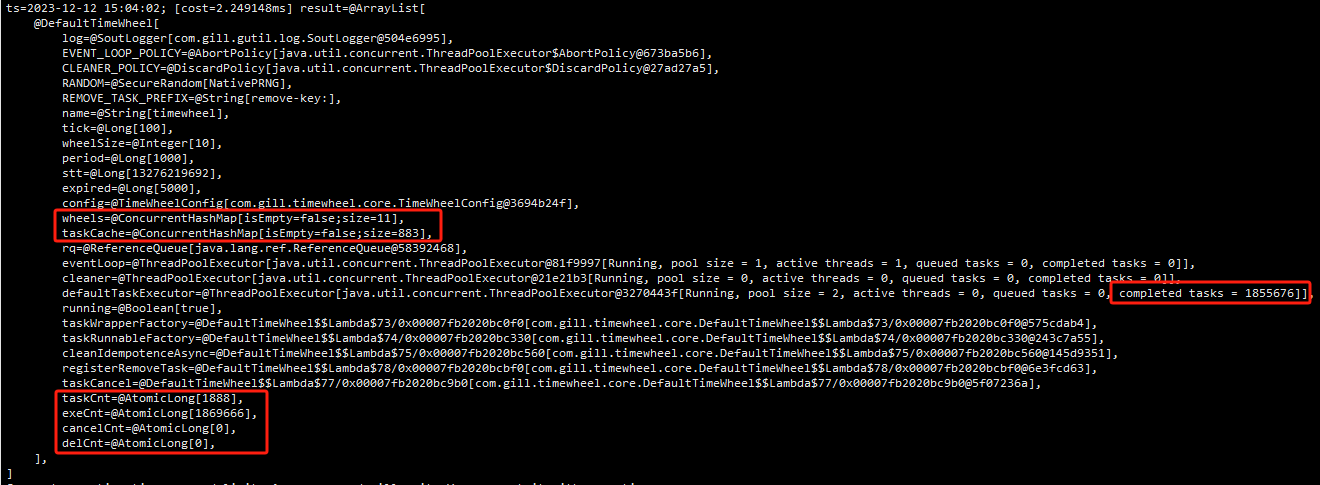 ts=2023-12-12 15:04:02; [cost=2.249148ms] result=@ArrayList[
@DefaultTimeWheel[
log=@SoutLogger[com.gill.gutil.log.SoutLogger@504e6995],
EVENT_LOOP_POLICY=@AbortPolicy[java.util.concurrent.ThreadPoolExecutor$AbortPolicy@673ba5b6],
CLEANER_POLICY=@DiscardPolicy[java.util.concurrent.ThreadPoolExecutor$DiscardPolicy@27ad27a5],
RANDOM=@SecureRandom[NativePRNG],
REMOVE_TASK_PREFIX=@String[remove-key:],
name=@String[timewheel],
tick=@Long[100],
wheelSize=@Integer[10],
period=@Long[1000],
stt=@Long[13276219692],
expired=@Long[5000],
config=@TimeWheelConfig[com.gill.timewheel.core.TimeWheelConfig@3694b24f],
wheels=@ConcurrentHashMap[isEmpty=false;size=11],
taskCache=@ConcurrentHashMap[isEmpty=false;size=883],
rq=@ReferenceQueue[java.lang.ref.ReferenceQueue@58392468],
eventLoop=@ThreadPoolExecutor[java.util.concurrent.ThreadPoolExecutor@81f9997[Running, pool size = 1, active threads = 1, queued tasks = 0, completed tasks = 0]],
cleaner=@ThreadPoolExecutor[java.util.concurrent.ThreadPoolExecutor@21e21b3[Running, pool size = 0, active threads = 0, queued tasks = 0, completed tasks = 0]],
defaultTaskExecutor=@ThreadPoolExecutor[java.util.concurrent.ThreadPoolExecutor@3270443f[Running, pool size = 2, active threads = 0, queued tasks = 0, completed tasks = 1855676]],
running=@Boolean[true],
taskWrapperFactory=@DefaultTimeWheel$$Lambda$73/0x00007fb2020bc0f0[com.gill.timewheel.core.DefaultTimeWheel$$Lambda$73/0x00007fb2020bc0f0@575cdab4],
taskRunnableFactory=@DefaultTimeWheel$$Lambda$74/0x00007fb2020bc330[com.gill.timewheel.core.DefaultTimeWheel$$Lambda$74/0x00007fb2020bc330@243c7a55],
cleanIdempotenceAsync=@DefaultTimeWheel$$Lambda$75/0x00007fb2020bc560[com.gill.timewheel.core.DefaultTimeWheel$$Lambda$75/0x00007fb2020bc560@145d9351],
registerRemoveTask=@DefaultTimeWheel$$Lambda$78/0x00007fb2020bcbf0[com.gill.timewheel.core.DefaultTimeWheel$$Lambda$78/0x00007fb2020bcbf0@6e3fcd63],
taskCancel=@DefaultTimeWheel$$Lambda$77/0x00007fb2020bc9b0[com.gill.timewheel.core.DefaultTimeWheel$$Lambda$77/0x00007fb2020bc9b0@5f07236a],
taskCnt=@AtomicLong[1888],
exeCnt=@AtomicLong[1869666],
cancelCnt=@AtomicLong[0],
delCnt=@AtomicLong[0],
],
]